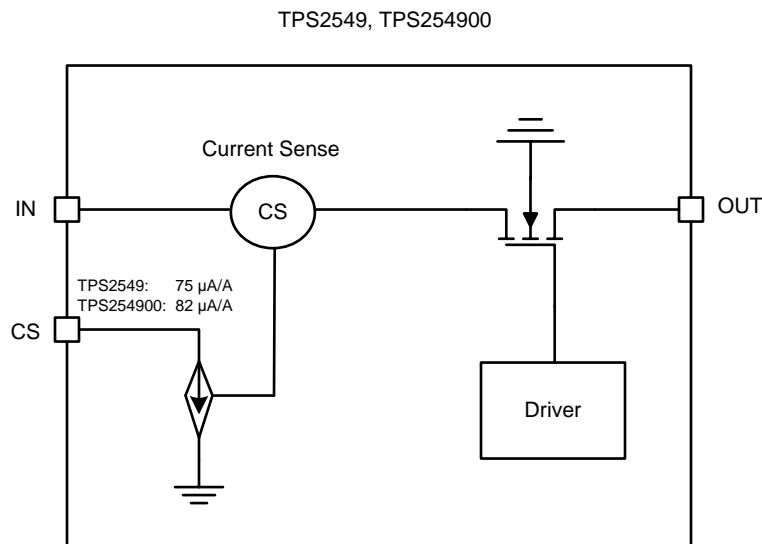 TPS2549, TPS254900
Current Sense
IN
CS
OUT
TPS2549: 75 µA/A
TPS254900: 82 µA/A
CS
Driver